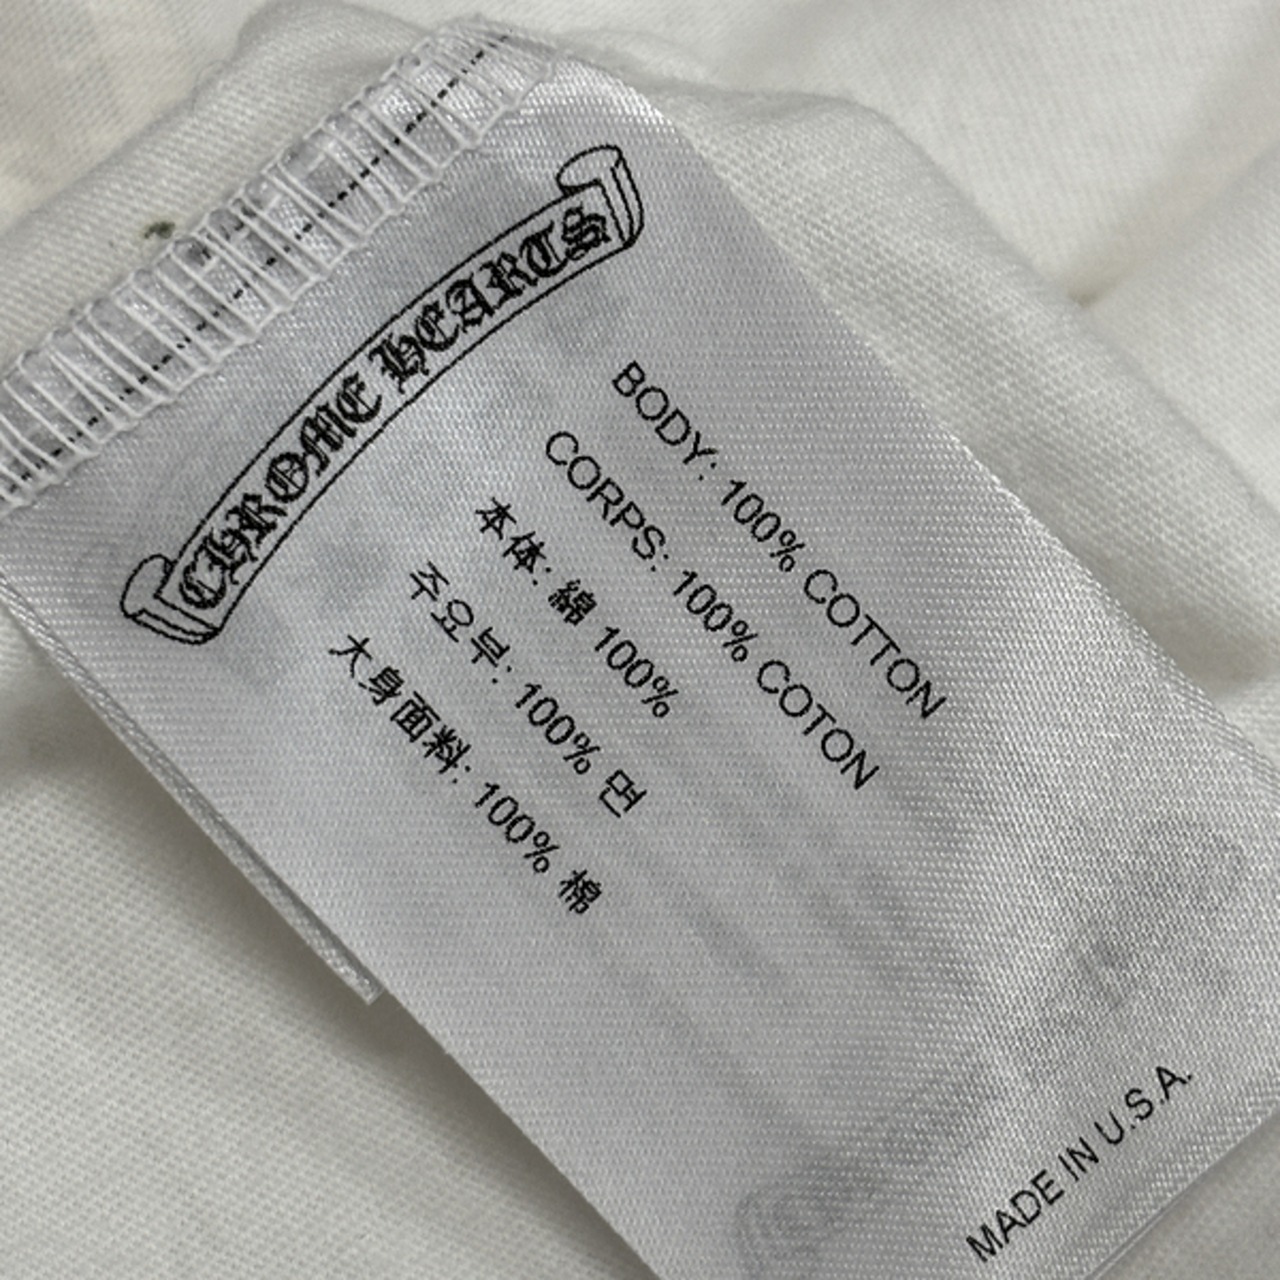 CHROME HEARTS
BODY: 100% COTTON
CORPS: 100% COTON
本体: 綿 100%
주요부: 100% 면
大身面料: 100% 棉
MADE IN U.S.A.